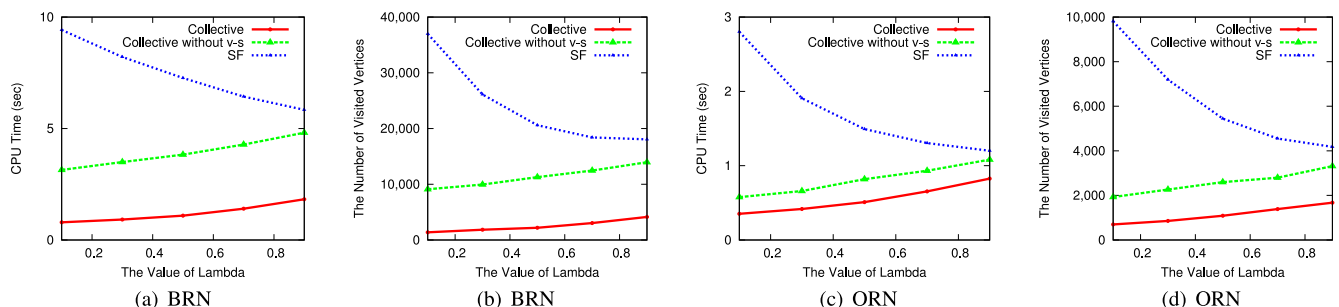 10
5
0
CPU Time (sec)
0.2 0.4 0.6 0.8
The Value of Lambda
Collective
Collective without v-s
SF
(a) BRN
40,000
40,000
30,000
20,000
10,000
0
The Number of Visited Vertices
0.2 0.4 0.6 0.8
The Value of Lambda
Collective
Collective without v-s
SF
(b) BRN
3
2
1
0
CPU Time (sec)
0.2 0.4 0.6 0.8
The Value of Lambda
Collective
Collective without v-s
SF
(c) ORN
10,000
8,000
6,000
4,000
2,000
0
The Number of Visited Vertices
0.2 0.4 0.6 0.8
The Value of Lambda
Collective
Collective without v-s
SF
(d) ORN